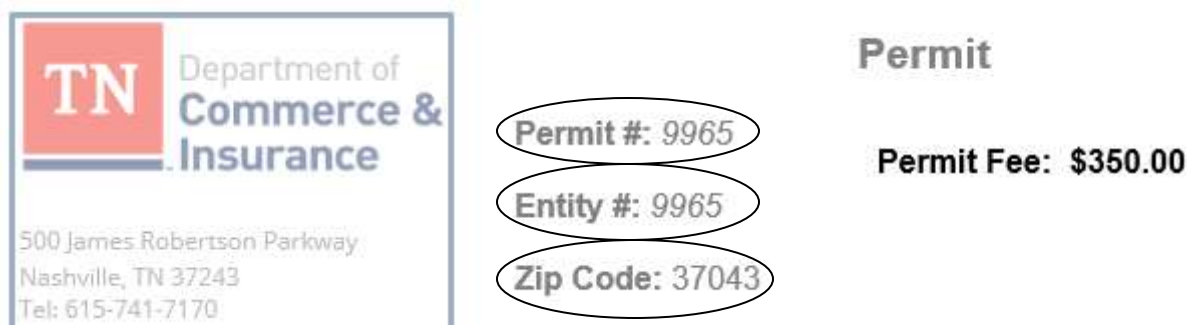 TN
Department of
Commerce &
Insurance
500 James Robertson Parkway
Nashville, TN 37243
Tel: 615-741-7170
Permit #: 9965
Entity #: 9965
Zip Code: 37043
Permit
Permit Fee: $350.00